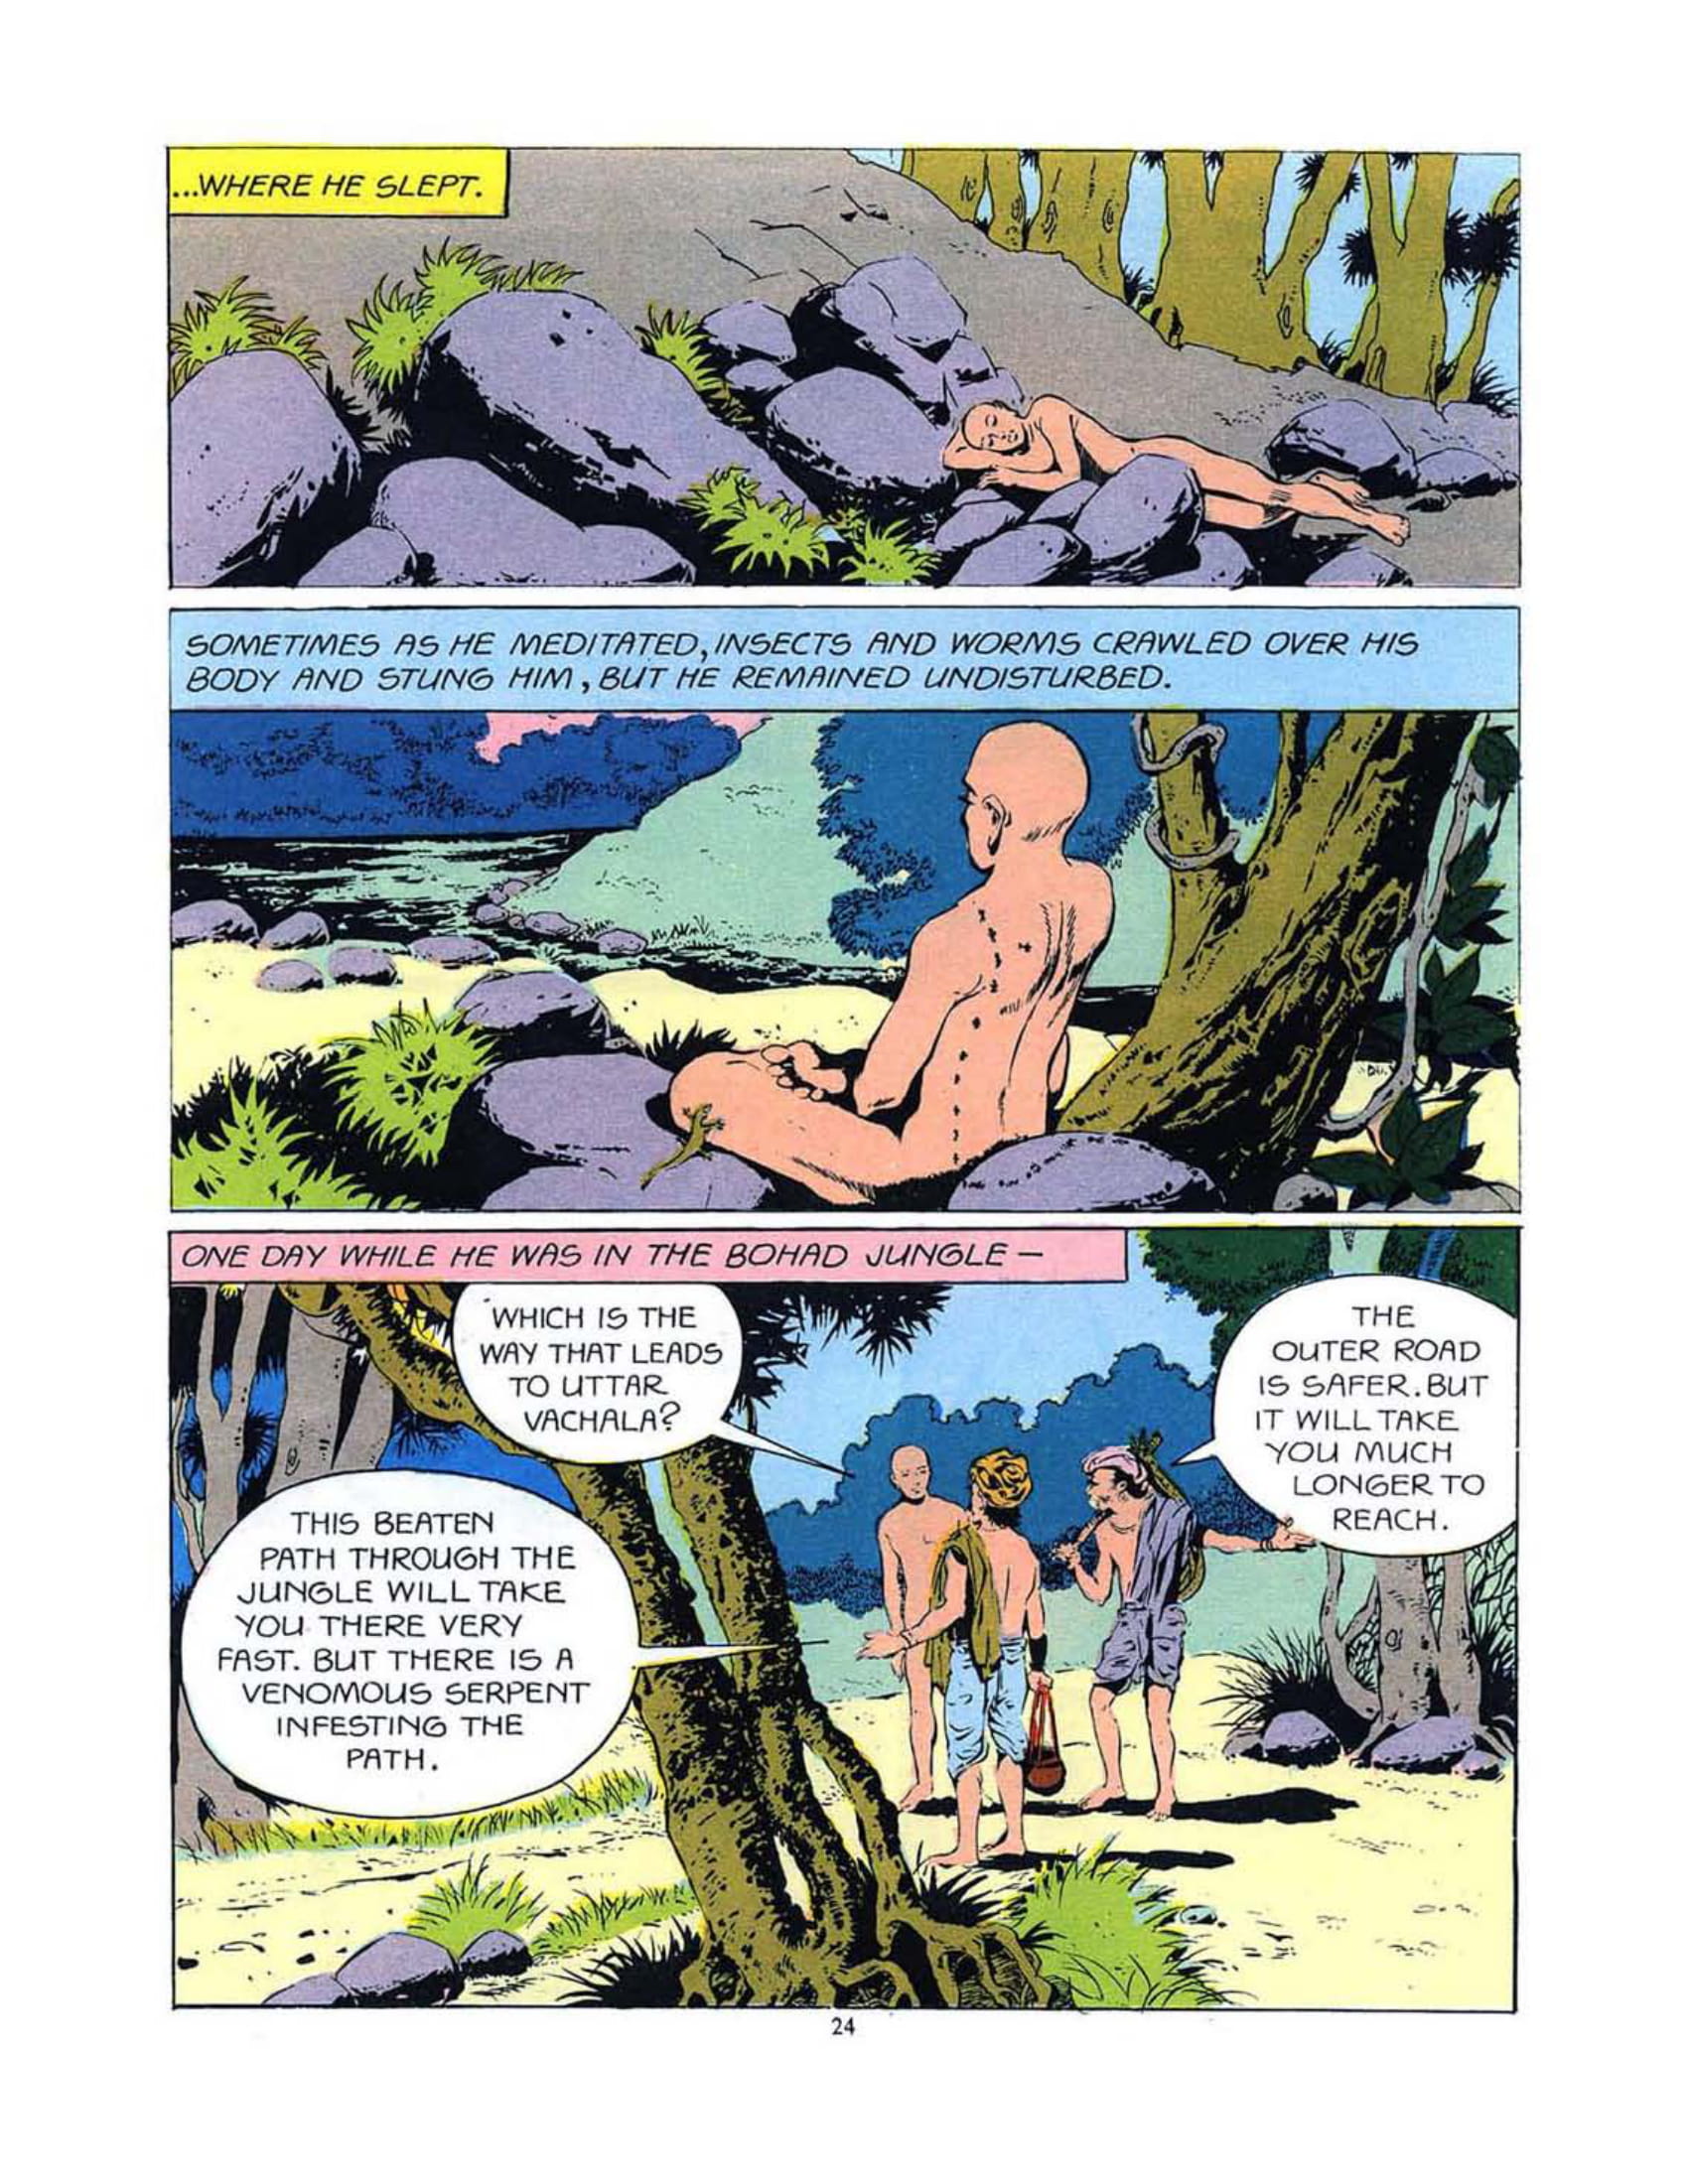 ...WHERE HE SLEPT.
SOMETIMES AS HE MEDITATED, INSECTS AND WORMS CRAWLED OVER HIS
BODY AND STUNG HIM, BUT HE REMAINED UNDISTURBED.
ONE DAY WHILE HE WAS IN THE BOHAD JUNGLE —
WHICH IS THE
WAY THAT LEADS
TO UTTAR
VACHALA?
THIS BEATEN
PATH THROUGH THE
JUNGLE WILL TAKE
YOU THERE VERY
FAST. BUT THERE IS A
VENOMOUS SERPENT
INFESTING THE
PATH.
THE
OUTER ROAD
IS SAFER. BUT
IT WILL TAKE
YOU MUCH
LONGER TO
REACH.
24